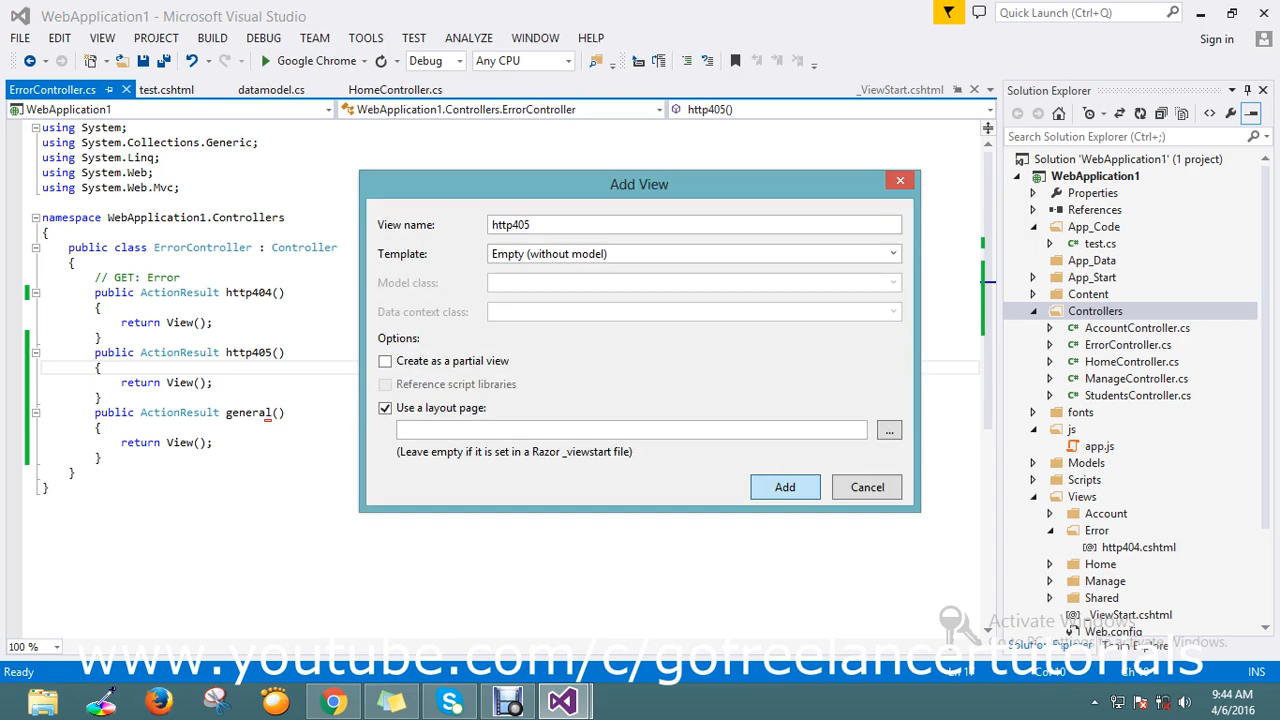 WebApplication1 - Microsoft Visual Studio
Quick Launch (Ctrl+Q)
FILE EDIT VIEW PROJECT BUILD DEBUG TEAM TOOLS TEST ANALYZE WINDOW HELP
Sign in
Google Chrome Debug Any CPU
ErrorController.cs test.cshtml datamodel.cs HomeController.cs _ViewStart.cshtml
WebApplication1 WebApplication1.Controllers.ErrorController http405()
using System;
using System.Collections.Generic;
using System.Linq;
using System.Web;
using System.Web.Mvc;
namespace WebApplication1.Controllers
{
public class ErrorController : Controller
{
// GET: Error
public ActionResult http404()
{
return View();
}
public ActionResult http405()
{
return View();
}
public ActionResult general()
{
return View();
}
}
}
100 %
Add View
View name: http405
Template: Empty (without model)
Model class:
Data context class:
Options:
Create as a partial view
Reference script libraries
Use a layout page:
...
(Leave empty if it is set in a Razor _viewstart file)
Add Cancel
Solution Explorer
Search Solution Explorer (Ctrl+;)
Solution 'WebApplication1' (1 project)
WebApplication1
Properties
References
App_Code
test.cs
App_Data
App_Start
Content
Controllers
AccountController.cs
ErrorController.cs
HomeController.cs
ManageController.cs
StudentsController.cs
fonts
js
app.js
Models
Scripts
Views
Account
Error
http404.cshtml
Home
Manage
Shared
_ViewStart.cshtml
Web.config
Activate Windows
www.youtube.com/c/gorreelancertutorials
Ready
INS
9:44 AM
4/6/2016